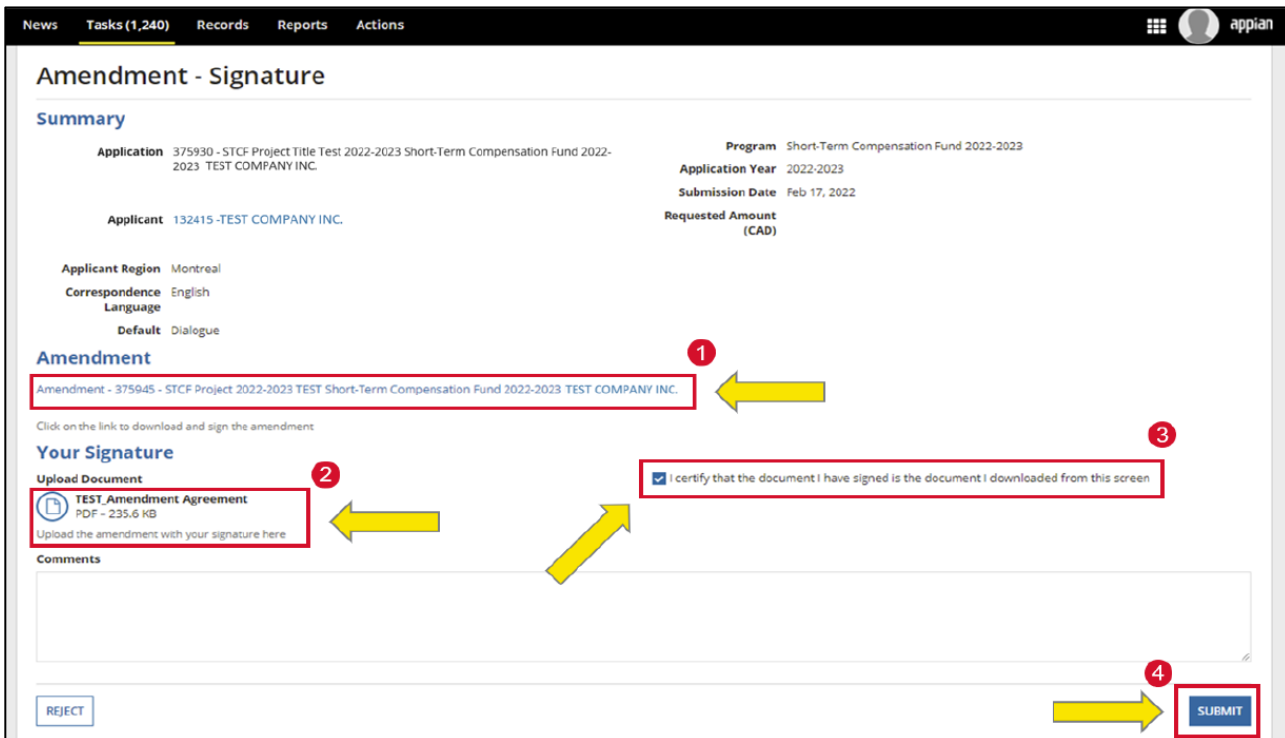 News Tasks (1,240) Records Reports Actions appian
Amendment - Signature
Summary
Application 375930 - STCF Project Title Test 2022-2023 Short-Term Compensation Fund 2022-
2023 TEST COMPANY INC.
Applicant 132415 -TEST COMPANY INC.
Applicant Region Montreal
Correspondence English
Language
Default Dialogue
Program Short-Term Compensation Fund 2022-2023
Application Year 2022-2023
Submission Date Feb 17, 2022
Requested Amount
(CAD)
Amendment
1
Amendment - 375945 - STCF Project 2022-2023 TEST Short-Term Compensation Fund 2022-2023 TEST COMPANY INC.
Click on the link to download and sign the amendment
Your Signature
Upload Document
2
TEST_Amendment Agreement
PDF – 235.6 KB
Upload the amendment with your signature here
3
I certify that the document I have signed is the document I downloaded from this screen
Comments
REJECT
4
SUBMIT